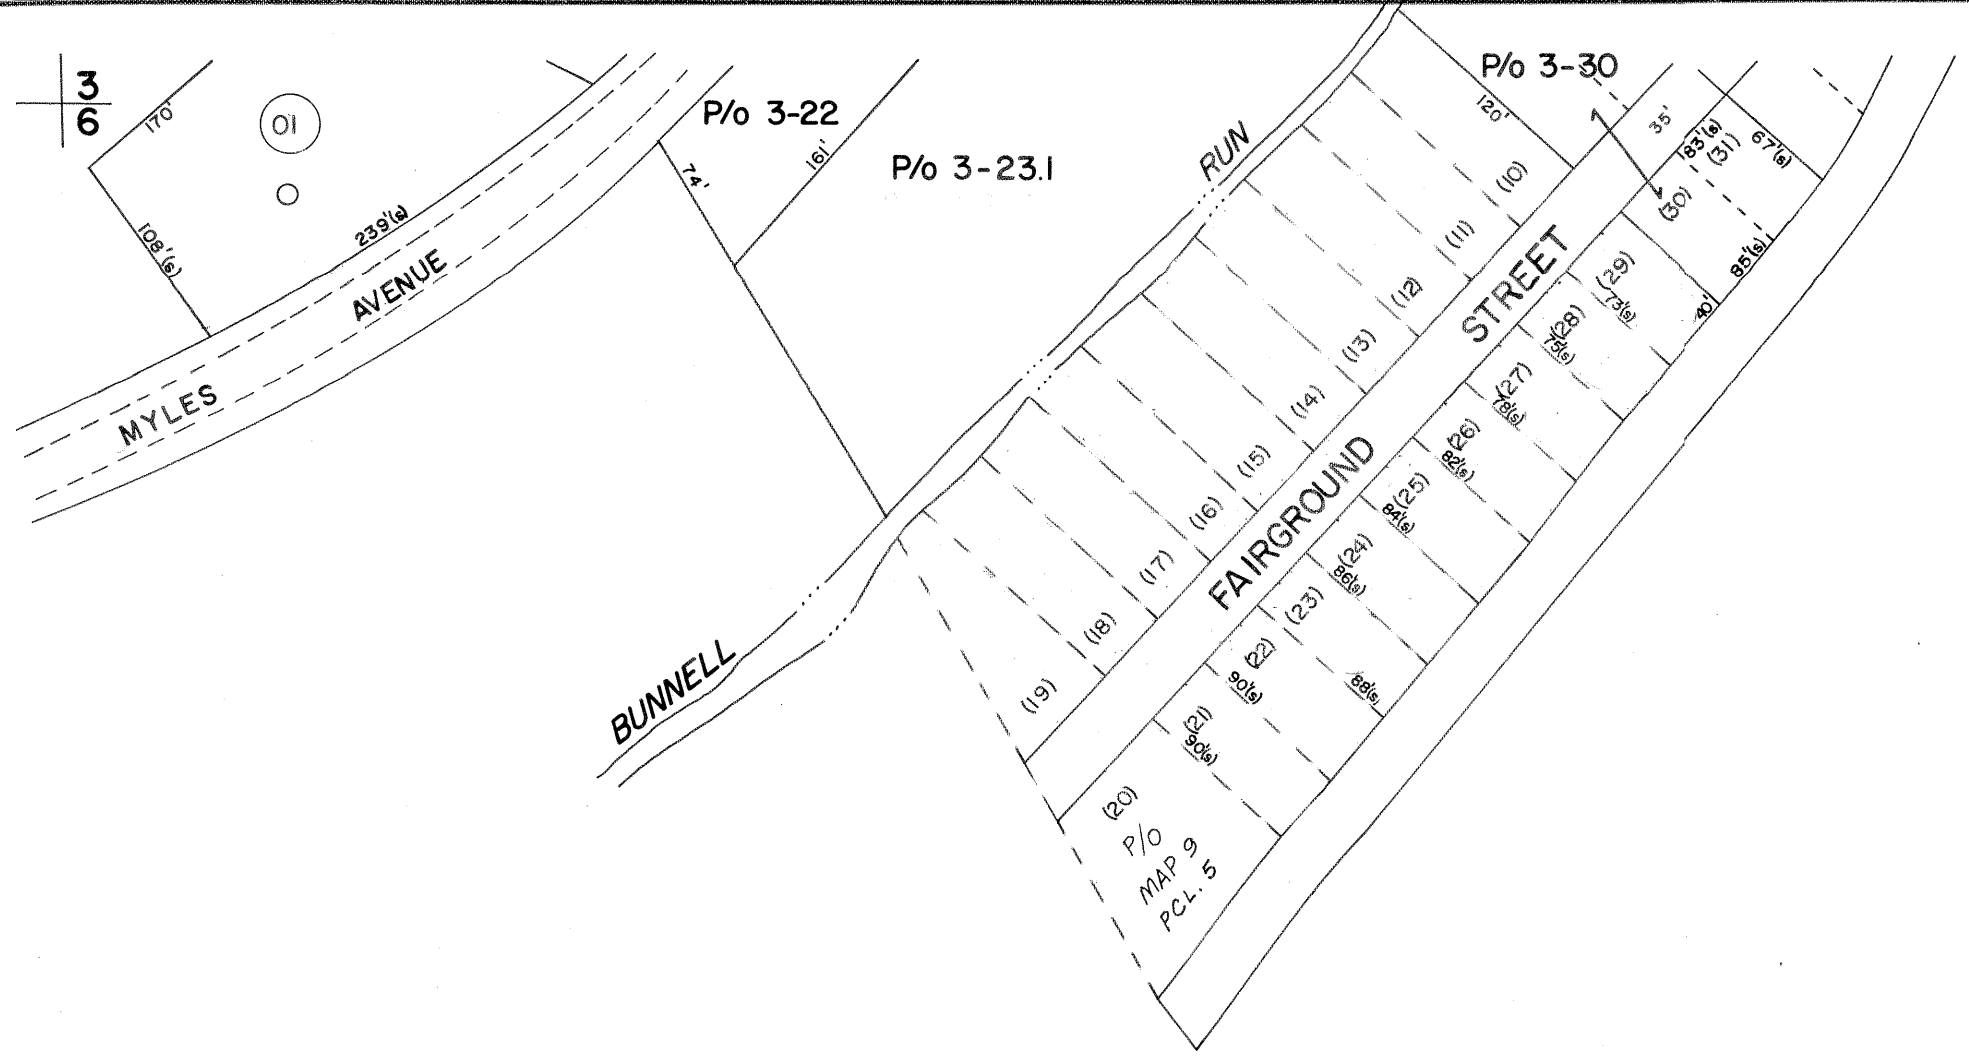 3
6
170'
01
108'(s)
239'(s)
MYLES AVENUE
P/o 3-22
74'
161'
P/o 3-23.1
BUNNELL RUN
P/o 3-30
120'
35'
183'(s)
(31)
67'(s)
(30)
85'(s)
40'
(10)
(11)
(12)
(13)
(14)
(15)
(16)
(17)
(18)
(19)
FAIRGROUND STREET
(29)
73'(s)
(28)
75'(s)
(27)
78'(s)
(26)
82'(s)
(25)
84'(s)
(24)
86'(s)
(23)
88'(s)
(22)
90'(s)
(21)
90'(s)
(20)
P/O
MAP 9
PCL. 5